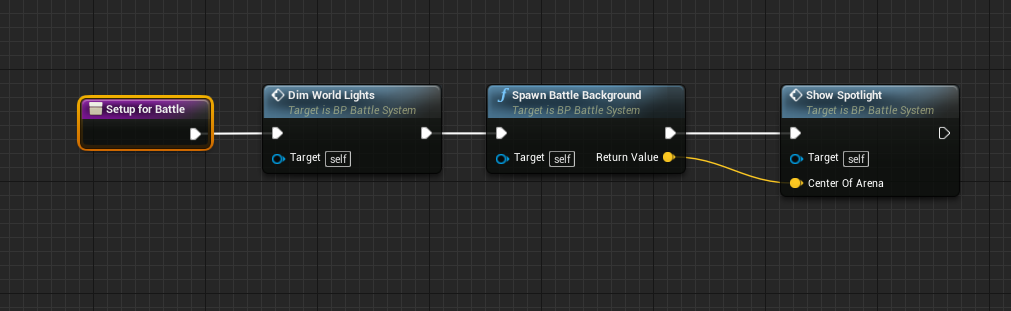 Setup for Battle
Dim World Lights
Target is BP Battle System
Target self
Spawn Battle Background
Target is BP Battle System
Target self Return Value
Show Spotlight
Target is BP Battle System
Target self
Center Of Arena